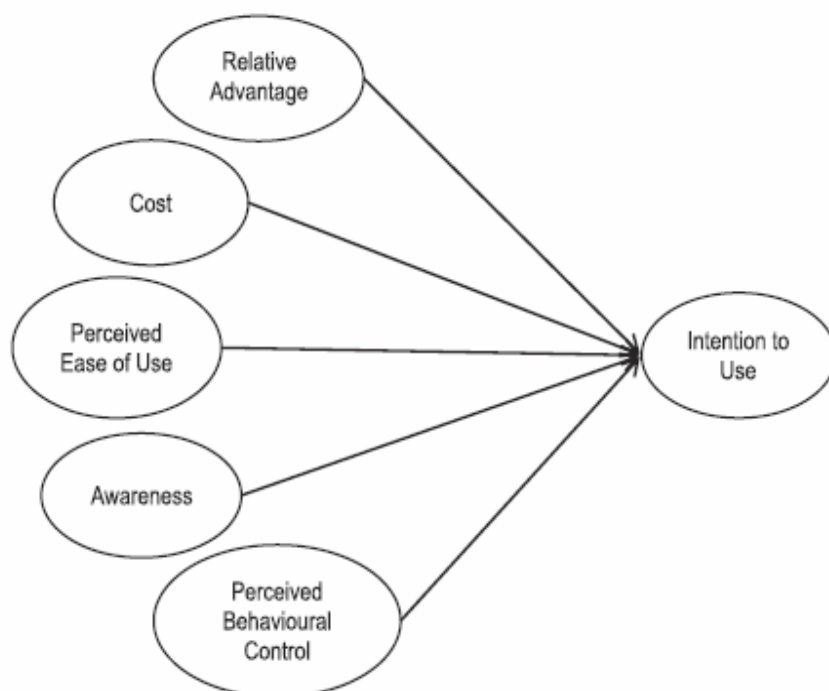 Relative
Advantage
Cost
Perceived
Ease of Use
Intention to
Use
Awareness
Perceived
Behavioural
Control